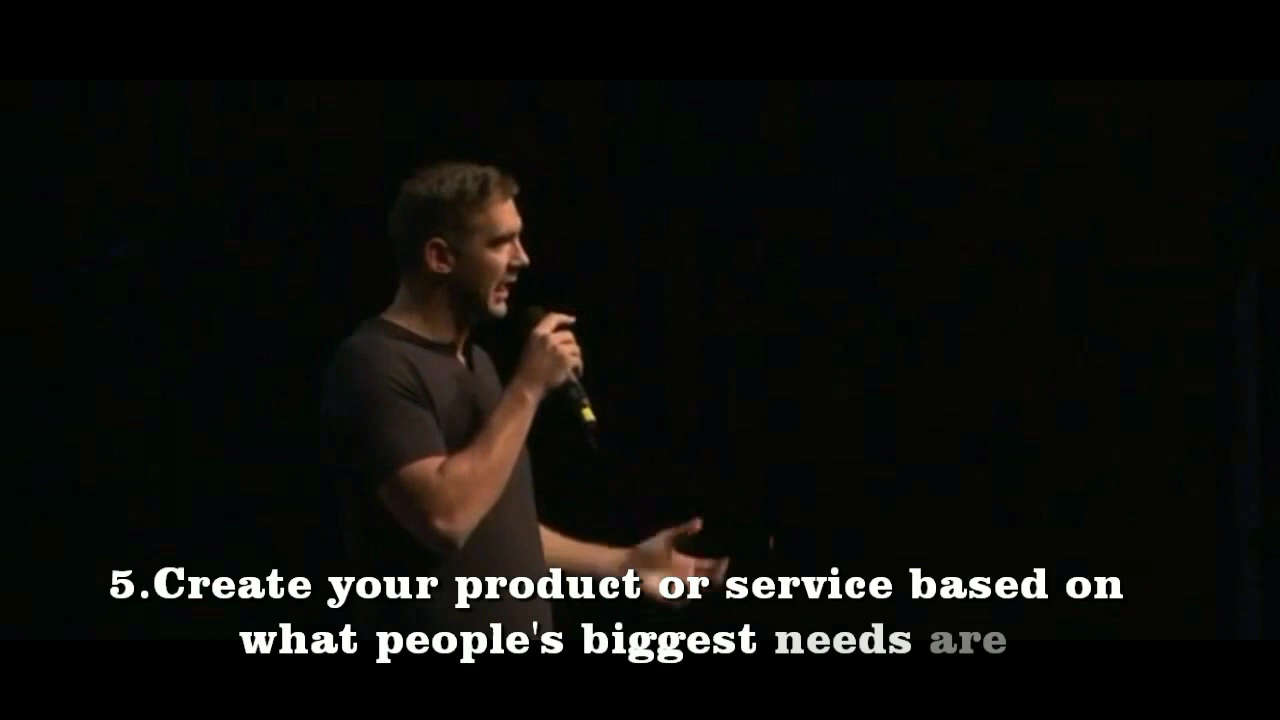 5.Create your product or service based on
what people's biggest needs are